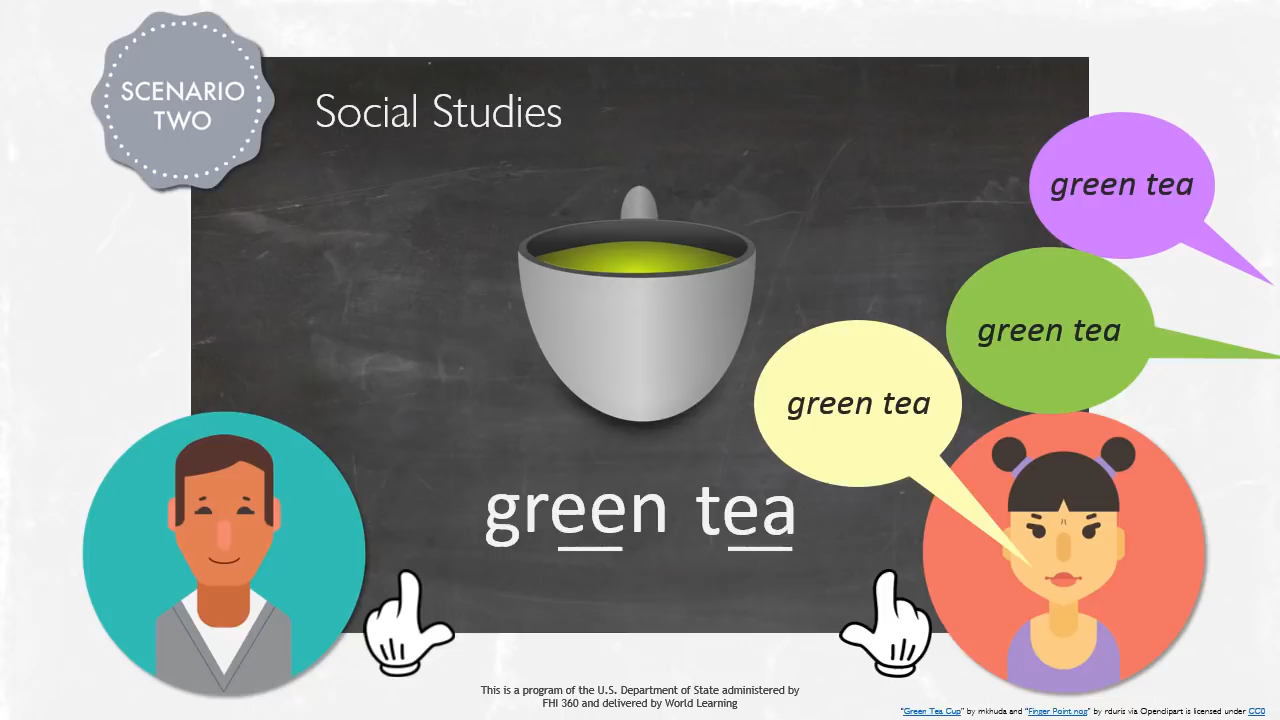 SCENARIO
TWO
Social Studies
green tea
green tea
green tea
green tea
This is a program of the U.S. Department of State administered by
FHI 360 and delivered by World Learning
"Green Tea Cup" by mkhuda and "Finger Point nog" by rduris via Openclipart is licensed under CC0